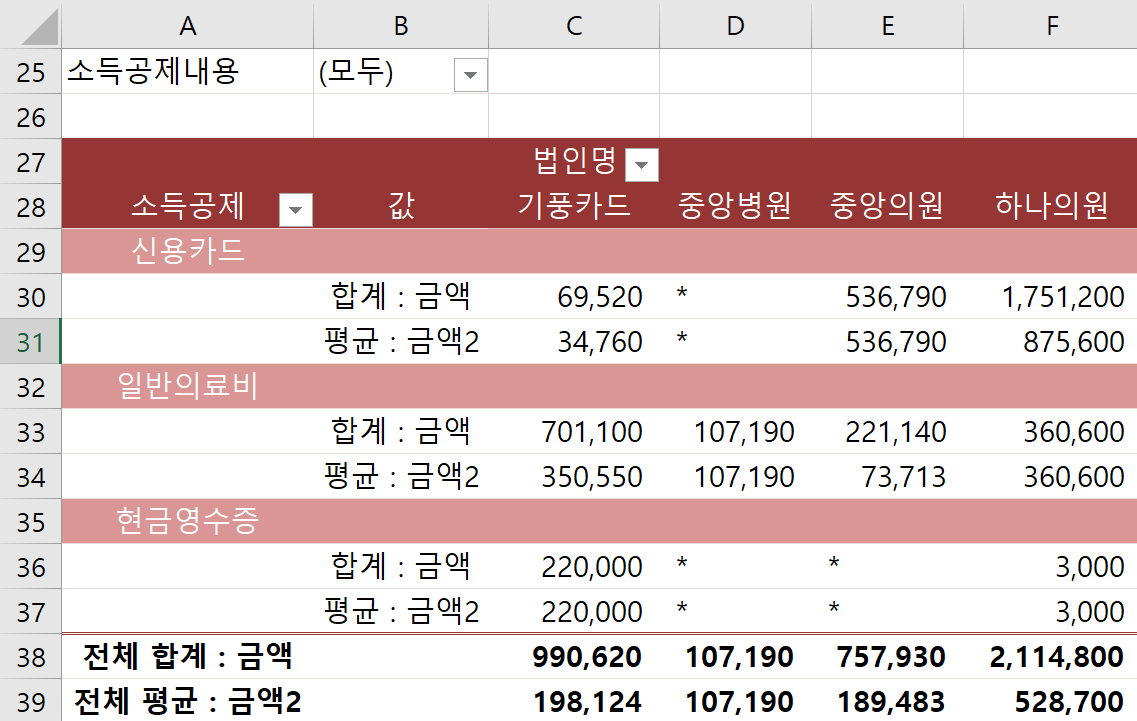 A B C D E F
25 소득공제내용 (모두)
26
27 법인명
28 소득공제 값 기풍카드 중앙병원 중앙의원 하나의원
29 신용카드
30 합계 : 금액 69,520 * 536,790 1,751,200
31 평균 : 금액2 34,760 * 536,790 875,600
32 일반의료비
33 합계 : 금액 701,100 107,190 221,140 360,600
34 평균 : 금액2 350,550 107,190 73,713 360,600
35 현금영수증
36 합계 : 금액 220,000 * * 3,000
37 평균 : 금액2 220,000 * * 3,000
38 전체 합계 : 금액 990,620 107,190 757,930 2,114,800
39 전체 평균 : 금액2 198,124 107,190 189,483 528,700